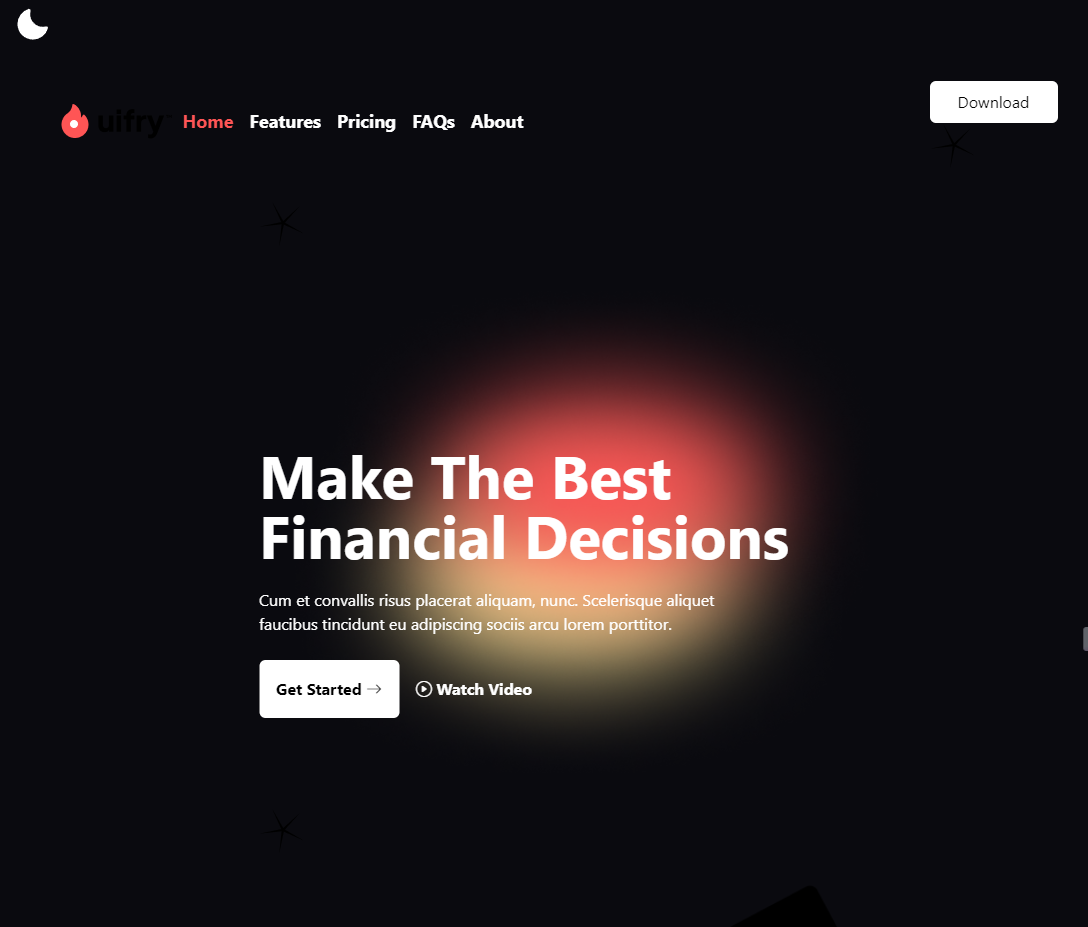 Download
uifry Home Features Pricing FAQs About
Make The Best
Financial Decisions
Cum et convallis risus placerat aliquam, nunc. Scelerisque aliquet
faucibus tincidunt eu adipiscing sociis arcu lorem porttitor.
Get Started → Watch Video